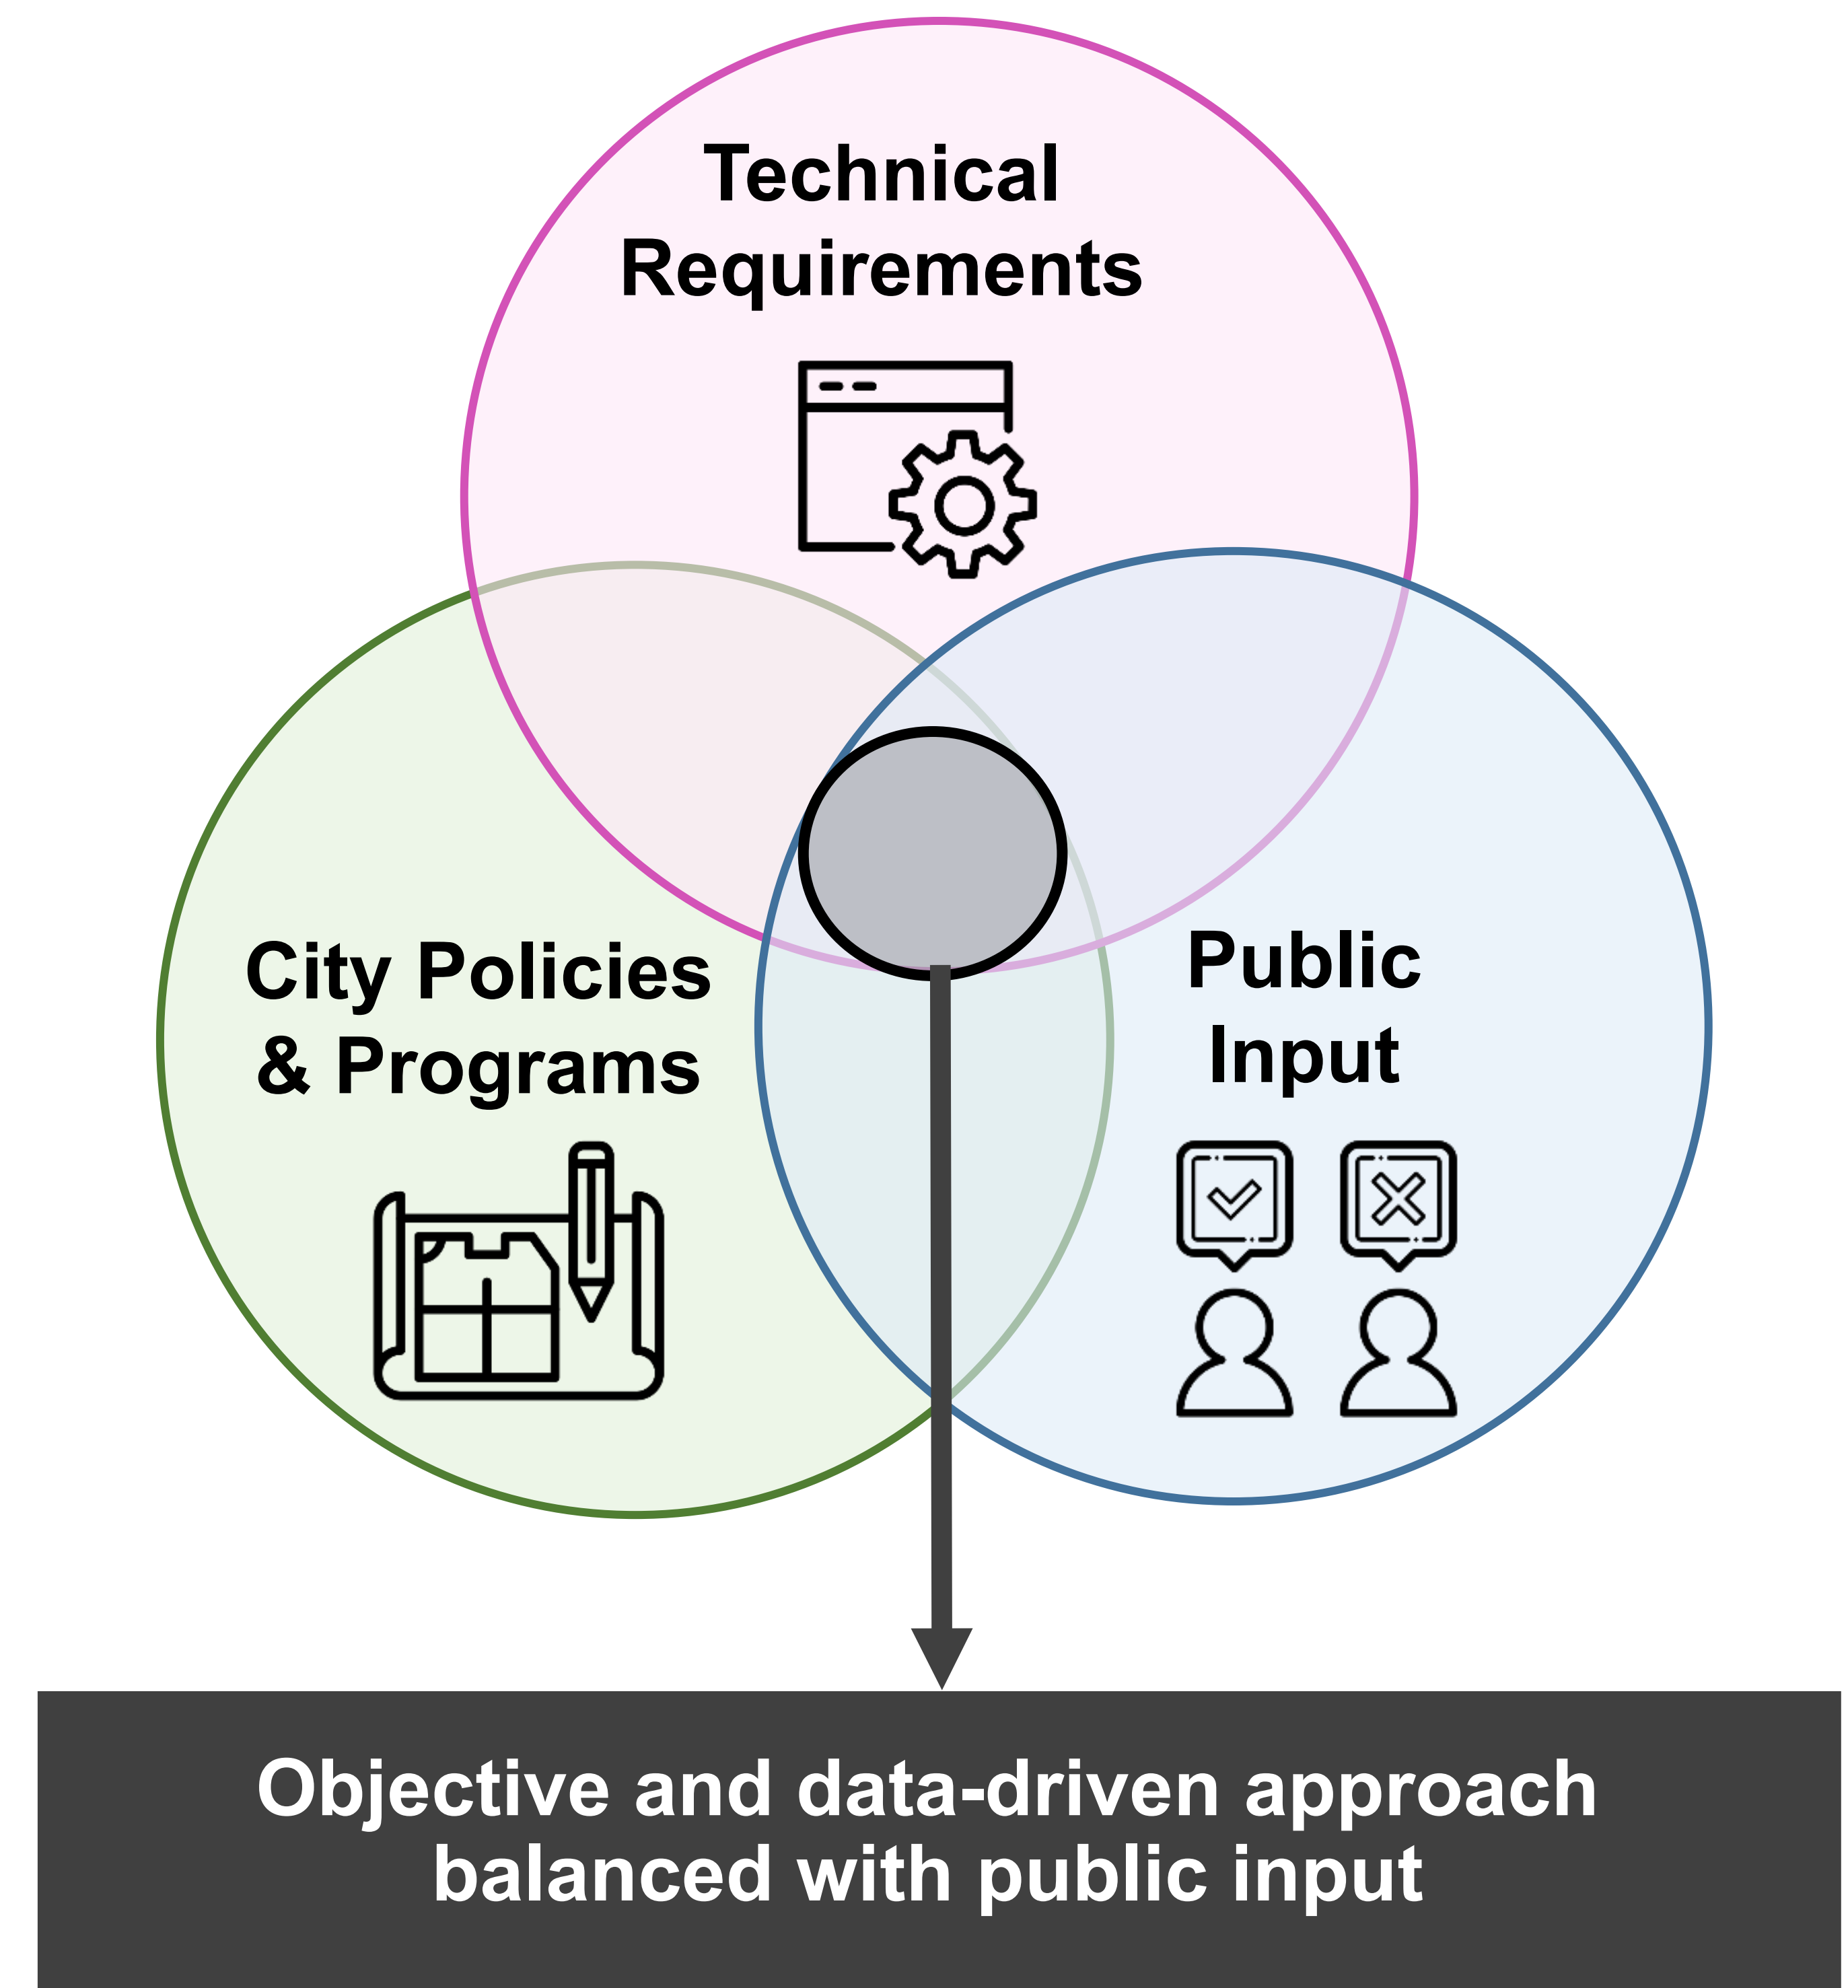 Technical
Requirements
City Policies
& Programs
Public
Input
Objective and data-driven approach
balanced with public input